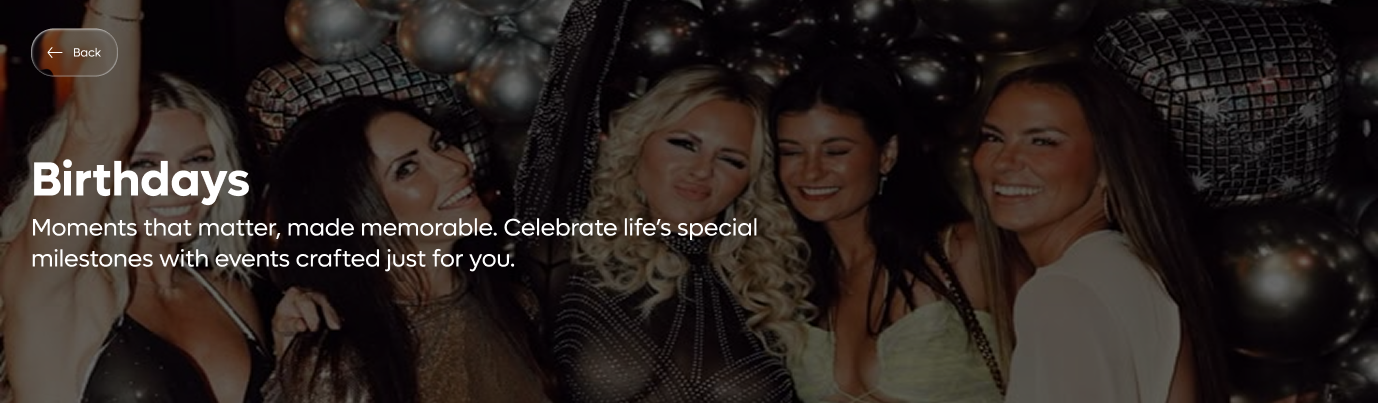 Back
Birthdays
Moments that matter, made memorable. Celebrate life’s special
milestones with events crafted just for you.